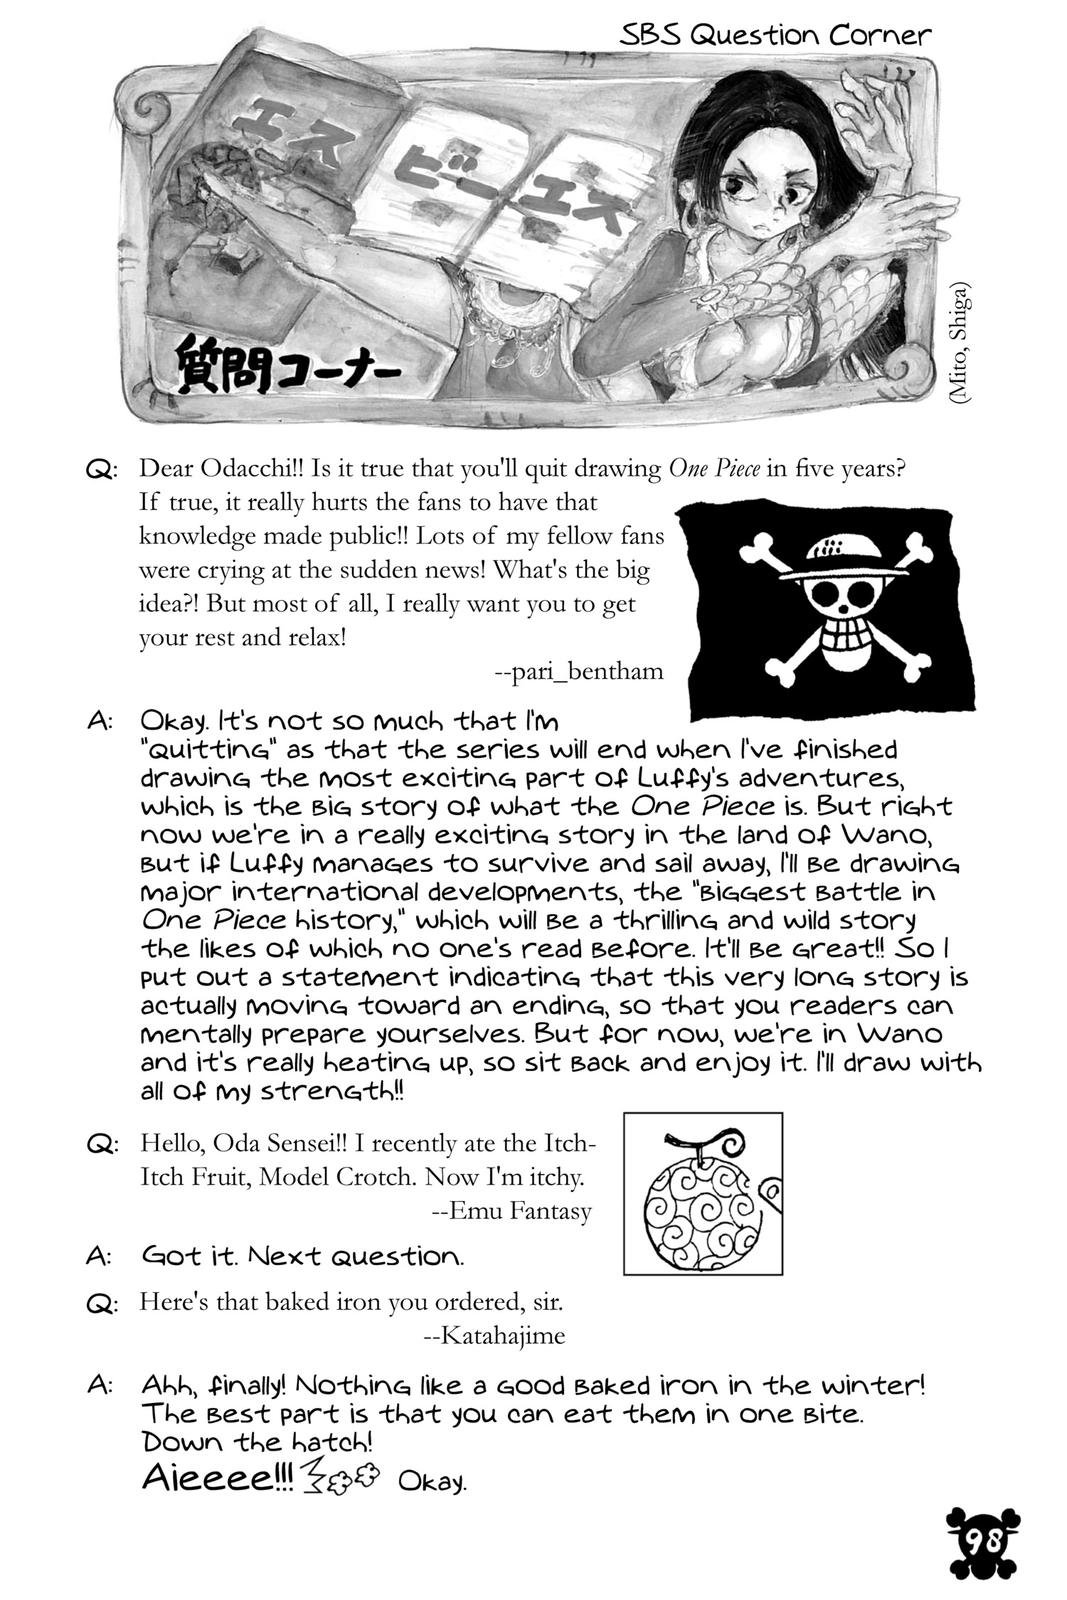 SBS Question Corner
エス
ビー
エス
質問コーナー
(Mito, Shiga)
Q: Dear Odacchi!! Is it true that you'll quit drawing One Piece in five years?
If true, it really hurts the fans to have that
knowledge made public!! Lots of my fellow fans
were crying at the sudden news! What's the big
idea?! But most of all, I really want you to get
your rest and relax!
--pari_bentham
A: Okay. It's not so much that I'm
"quitting" as that the series will end when I've finished
drawing the most exciting part of Luffy's adventures,
which is the big story of what the One Piece is. But right
now we're in a really exciting story in the land of Wano,
but if Luffy manages to survive and sail away, I'll be drawing
major international developments, the "biggest battle in
One Piece history," which will be a thrilling and wild story
the likes of which no one's read before. It'll be great!! So I
put out a statement indicating that this very long story is
actually moving toward an ending, so that you readers can
mentally prepare yourselves. But for now, we're in Wano
and it's really heating up, so sit back and enjoy it. I'll draw with
all of my strength!!
Q: Hello, Oda Sensei!! I recently ate the Itch-
Itch Fruit, Model Crotch. Now I'm itchy.
--Emu Fantasy
A: Got it. Next question.
Q: Here's that baked iron you ordered, sir.
--Katahajime
A: Ahh, finally! Nothing like a good baked iron in the winter!
The best part is that you can eat them in one bite.
Down the hatch!
Aieeee!!! Okay.
98